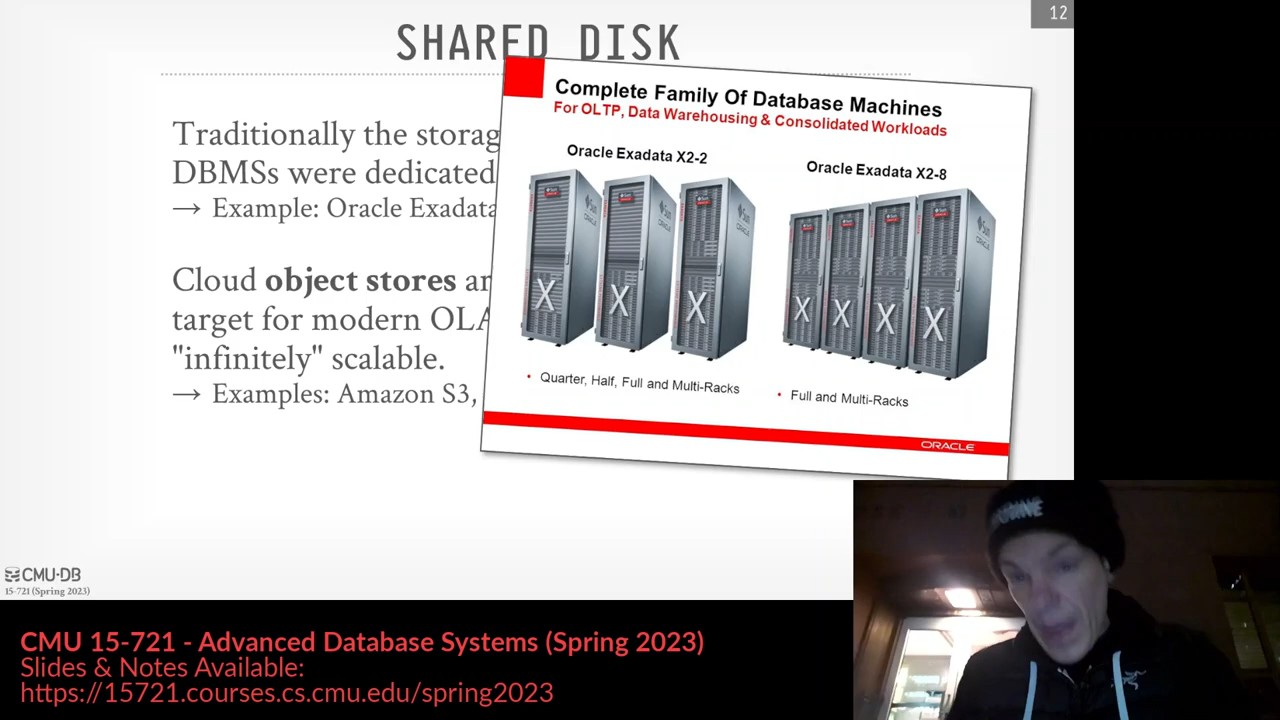 12
SHARED DISK
Traditionally the storag
DBMSs were dedicated
→ Example: Oracle Exadata
Cloud object stores
target for modern OLA
"infinitely" scalable.
→ Examples: Amazon S3,
Complete Family Of Database Machines
For OLTP, Data Warehousing & Consolidated Workloads
Oracle Exadata X2-2
Oracle Exadata X2-8
X X X
X X X X
• Quarter, Half, Full and Multi-Racks
• Full and Multi-Racks
ORACLE
CMU·DB
15-721 (Spring 2023)
CMU 15-721 - Advanced Database Systems (Spring 2023)
Slides & Notes Available:
https://15721.courses.cs.cmu.edu/spring2023